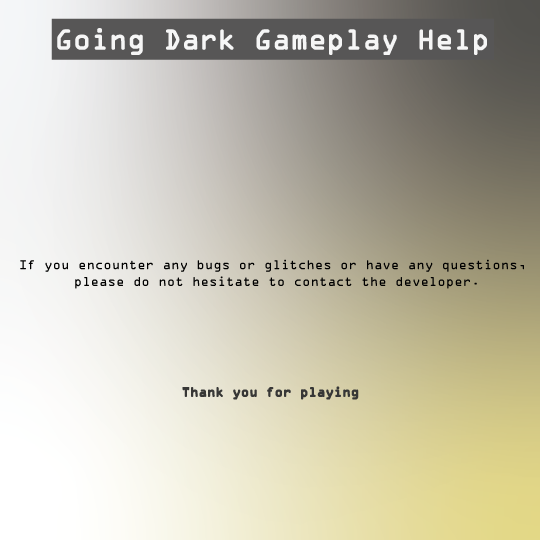 Going Dark Gameplay Help
If you encounter any bugs or glitches or have any questions,
please do not hesitate to contact the developer.
Thank you for playing